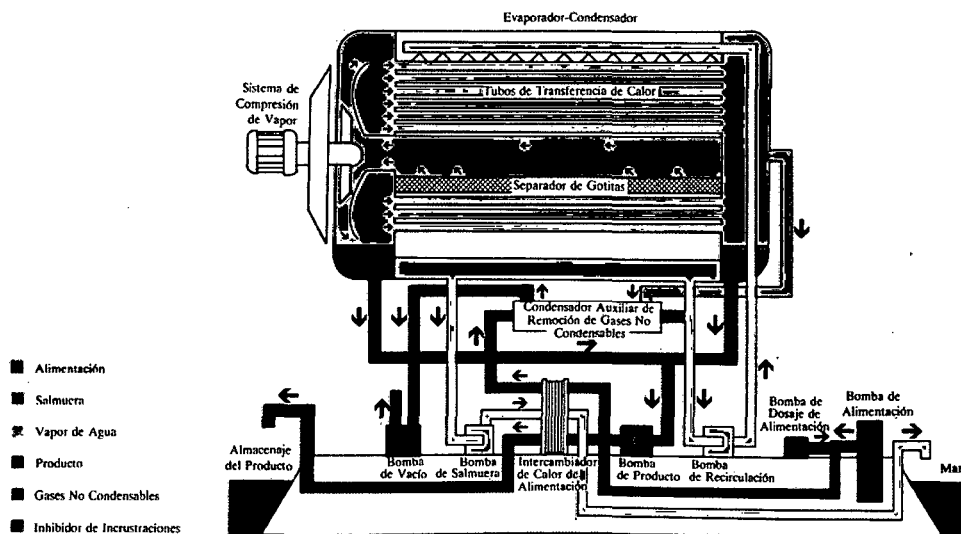 Evaporador-Condensador
Sistema de
Compresión
de Vapor
Tubos de Transferencia de Calor
Separador de Gotitas
Condensador Auxiliar de
Remoción de Gases No
Condensables
Alimentación
Salmuera
Vapor de Agua
Producto
Gases No Condensables
Inhibidor de Incrustaciones
Almacenaje
del Producto
Bomba
de Vacío
Bomba
de Salmuera
Intercambiador
de Calor de
Alimentación
Bomba
de Producto
Bomba
de Recirculación
Bomba de
Dosaje de
Alimentación
Bomba de
Alimentación
Mar